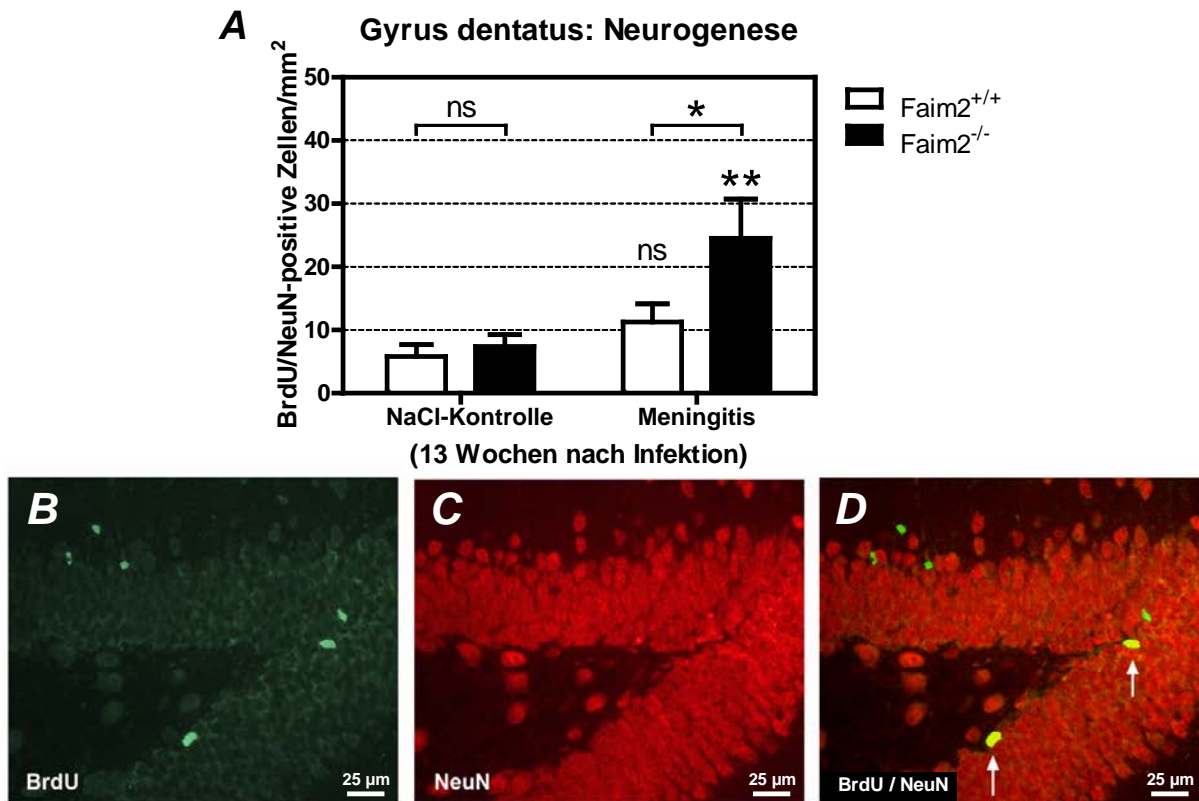 A
Gyrus dentatus: Neurogenese
BrdU/NeuN-positive Zellen/mm²
50
40
30
20
10
0
ns
*
ns
**
Faim2+/+
Faim2-/-
NaCl-Kontrolle
Meningitis
(13 Wochen nach Infektion)
B
BrdU
25 µm
C
NeuN
25 µm
D
BrdU / NeuN
25 µm